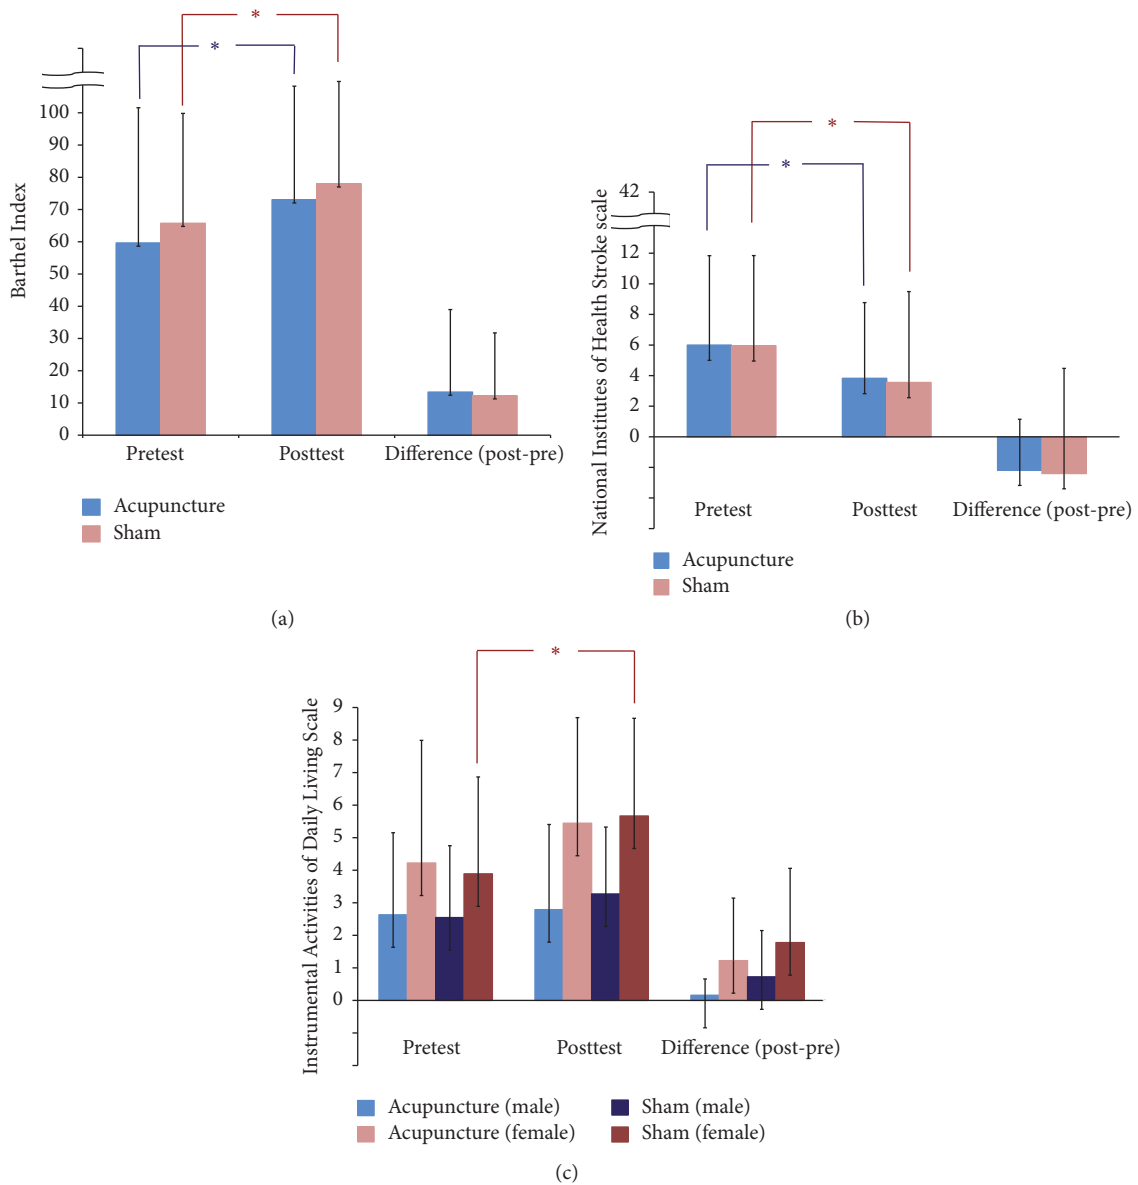 *
*
Barthel Index
100
90
80
70
60
50
40
30
20
10
0
Pretest
Posttest
Difference (post-pre)
Acupuncture
Sham
(a)
*
*
National Institutes of Health Stroke scale
42
12
10
8
6
4
2
0
Pretest
Posttest
Difference (post-pre)
Acupuncture
Sham
(b)
*
Instrumental Activities of Daily Living Scale
9
8
7
6
5
4
3
2
1
0
Pretest
Posttest
Difference (post-pre)
Acupuncture (male)
Acupuncture (female)
Sham (male)
Sham (female)
(c)